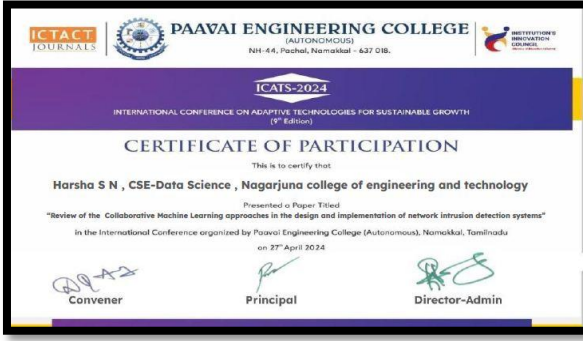 ICTACT
JOURNALS
PAAVAI ENGINEERING COLLEGE
(AUTONOMOUS)
NH-44, Pachal, Namakkal - 637 018.
INSTITUTION'S
INNOVATION
COUNCIL
ICATS-2024
INTERNATIONAL CONFERENCE ON ADAPTIVE TECHNOLOGIES FOR SUSTAINABLE GROWTH
(9th Edition)
CERTIFICATE OF PARTICIPATION
This is to certify that
Harsha S N , CSE-Data Science , Nagarjuna college of engineering and technology
Presented a Paper Titled
"Review of the Collaborative Machine Learning approaches in the design and implementation of network intrusion detection systems"
in the International Conference organized by Paavai Engineering College (Autonomous), Namakkal, Tamilnadu
on 27th April 2024
Convener
Principal
Director-Admin